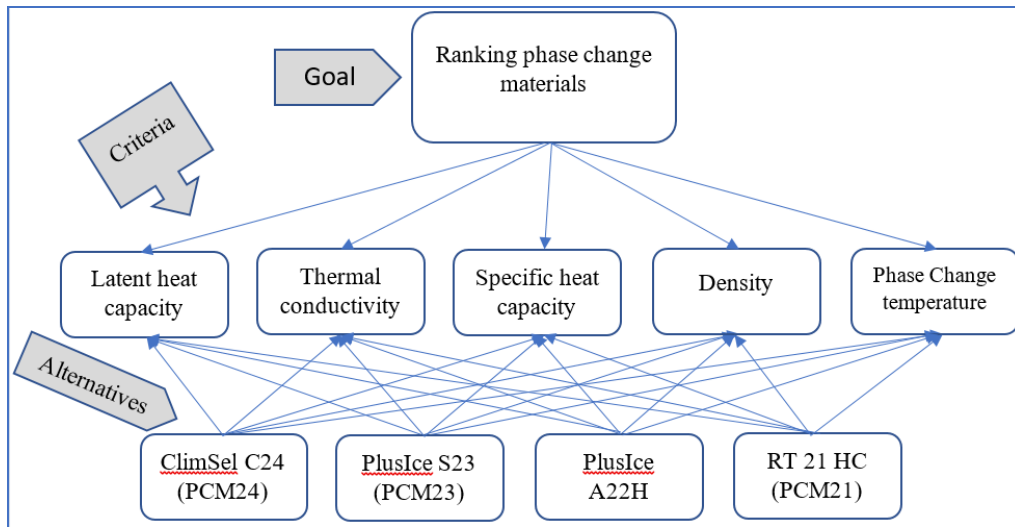 Goal
Ranking phase change
materials
Criteria
Latent heat
capacity
Thermal
conductivity
Specific heat
capacity
Density
Phase Change
temperature
Alternatives
ClimSel C24
(PCM24)
PlusIce S23
(PCM23)
PlusIce
A22H
RT 21 HC
(PCM21)